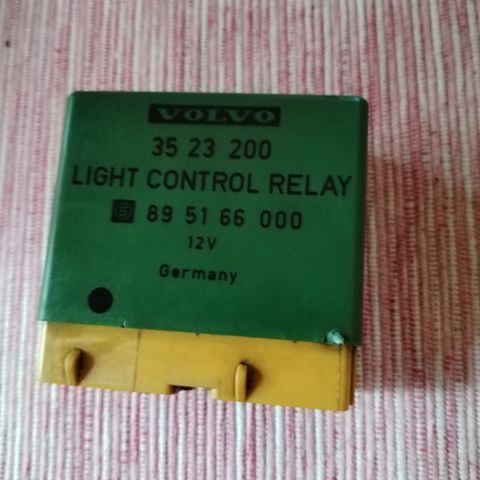 VOLVO
35 23 200
LIGHT CONTROL RELAY
89 51 66 000
12V
Germany